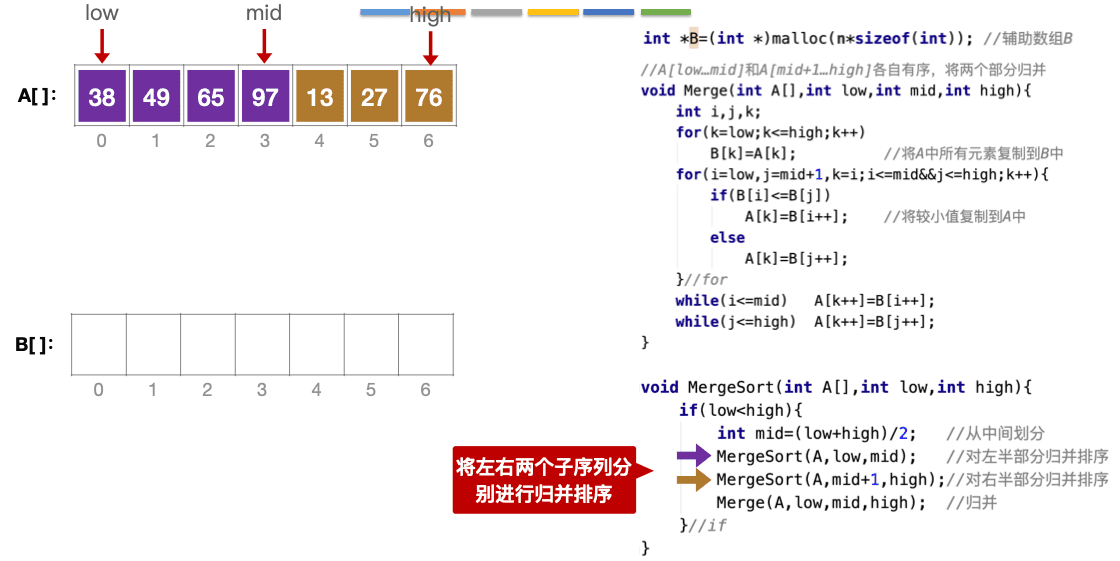 low mid high
A[ ]: 38 49 65 97 13 27 76
0 1 2 3 4 5 6
B[ ]:
0 1 2 3 4 5 6
将左右两个子序列分
别进行归并排序
int *B=(int *)malloc(n*sizeof(int)); //辅助数组B
//A[low…mid]和A[mid+1…high]各自有序，将两个部分归并
void Merge(int A[],int low,int mid,int high){
int i,j,k;
for(k=low;k<=high;k++)
B[k]=A[k]; //将A中所有元素复制到B中
for(i=low,j=mid+1,k=i;i<=mid&&j<=high;k++){
if(B[i]<=B[j])
A[k]=B[i++]; //将较小值复制到A中
else
A[k]=B[j++];
}//for
while(i<=mid) A[k++]=B[i++];
while(j<=high) A[k++]=B[j++];
}
void MergeSort(int A[],int low,int high){
if(low<high){
int mid=(low+high)/2; //从中间划分
MergeSort(A,low,mid); //对左半部分归并排序
MergeSort(A,mid+1,high);//对右半部分归并排序
Merge(A,low,mid,high); //归并
}//if
}